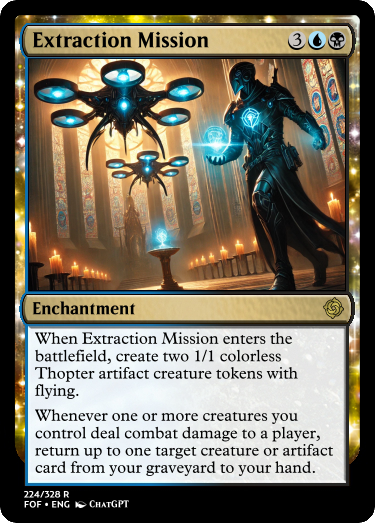 Extraction Mission 3
Enchantment
When Extraction Mission enters the
battlefield, create two 1/1 colorless
Thopter artifact creature tokens with
flying.
Whenever one or more creatures you
control deal combat damage to a player,
return up to one target creature or artifact
card from your graveyard to your hand.
224/328 R
FOF • ENG ChatGPT